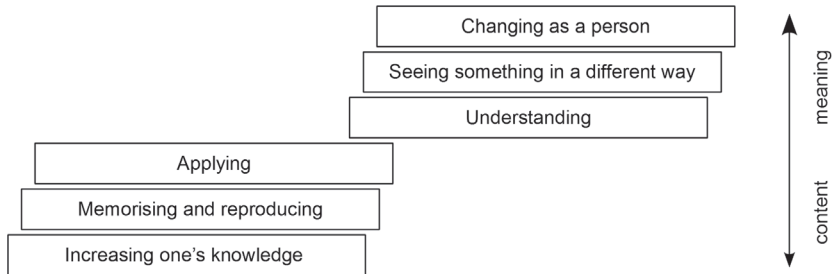 Changing as a person
Seeing something in a different way
Understanding
Applying
Memorising and reproducing
Increasing one's knowledge
meaning
content